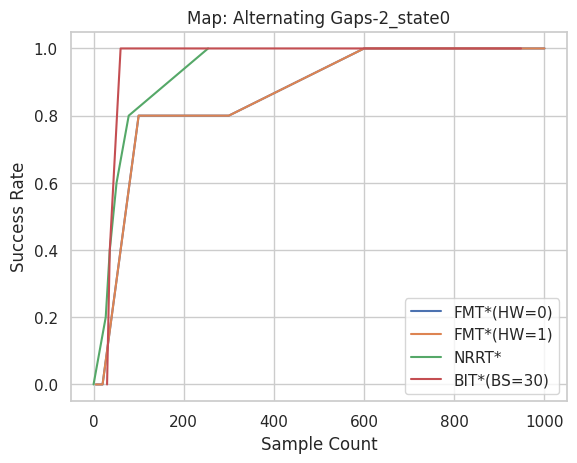 Map: Alternating Gaps-2_state0
Success Rate
1.0
0.8
0.6
0.4
0.2
0.0
0
200
400
600
800
1000
Sample Count
FMT*(HW=0)
FMT*(HW=1)
NRRT*
BIT*(BS=30)